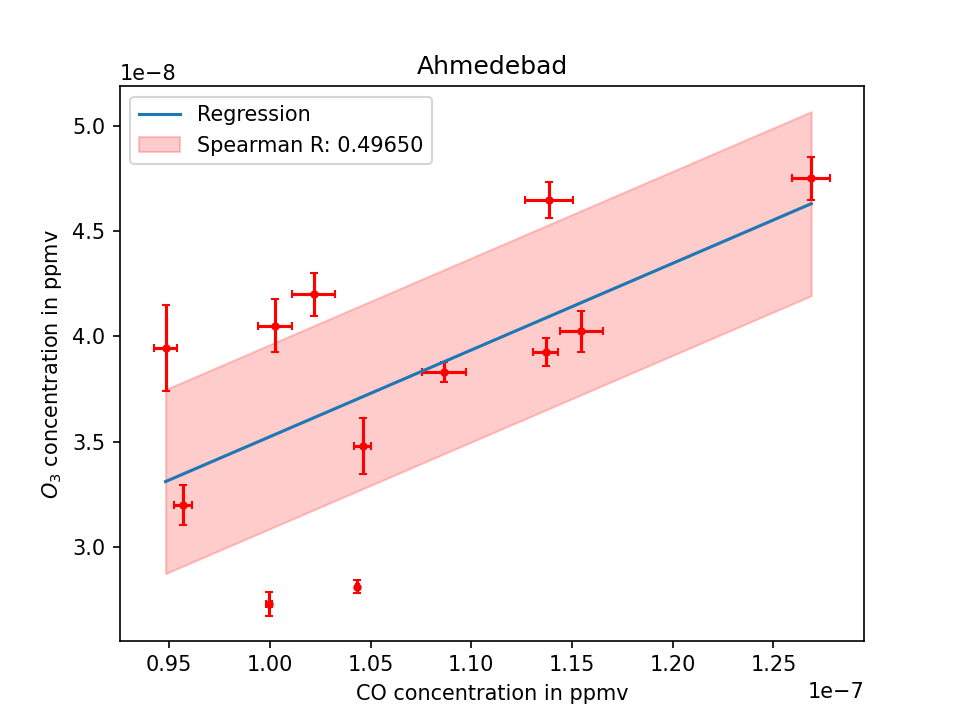 Ahmedebad
1e−8
Regression
Spearman R: 0.49650
5.0
4.5
4.0
3.5
3.0
O₃ concentration in ppmv
0.95 1.00 1.05 1.10 1.15 1.20 1.25
CO concentration in ppmv
1e−7